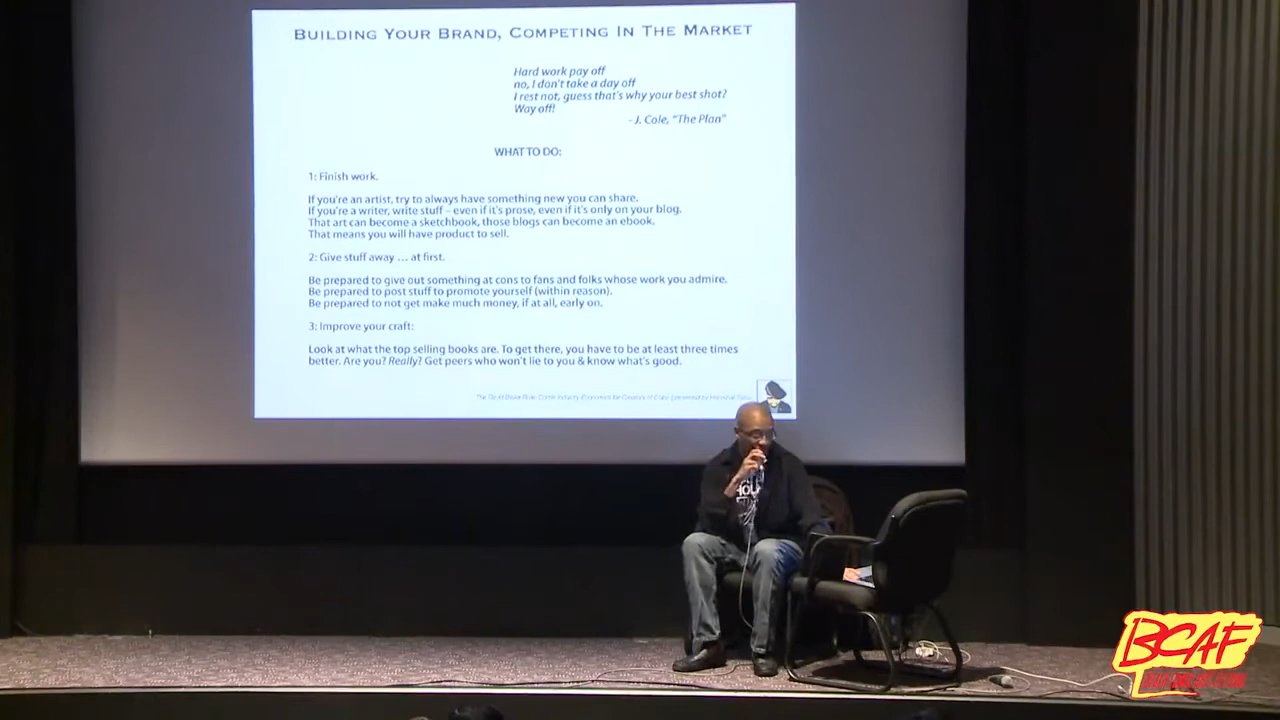 BUILDING YOUR BRAND, COMPETING IN THE MARKET
Hard work pay off
no, I don't take a day off
I rest not, guess that's why your best shot?
Way off!
- J. Cole, "The Plan"
WHAT TO DO:
1: Finish work.
If you're an artist, try to always have something new you can share.
If you're a writer, write stuff – even if it's prose, even if it's only on your blog.
That art can become a sketchbook, those blogs can become an ebook.
That means you will have product to sell.
2: Give stuff away ... at first.
Be prepared to give out something at cons to fans and folks whose work you admire.
Be prepared to post stuff to promote yourself (within reason).
Be prepared to not get make much money, if at all, early on.
3: Improve your craft:
Look at what the top selling books are. To get there, you have to be at least three times
better. Are you? Really? Get peers who won't lie to you & know what's good.
BCAF